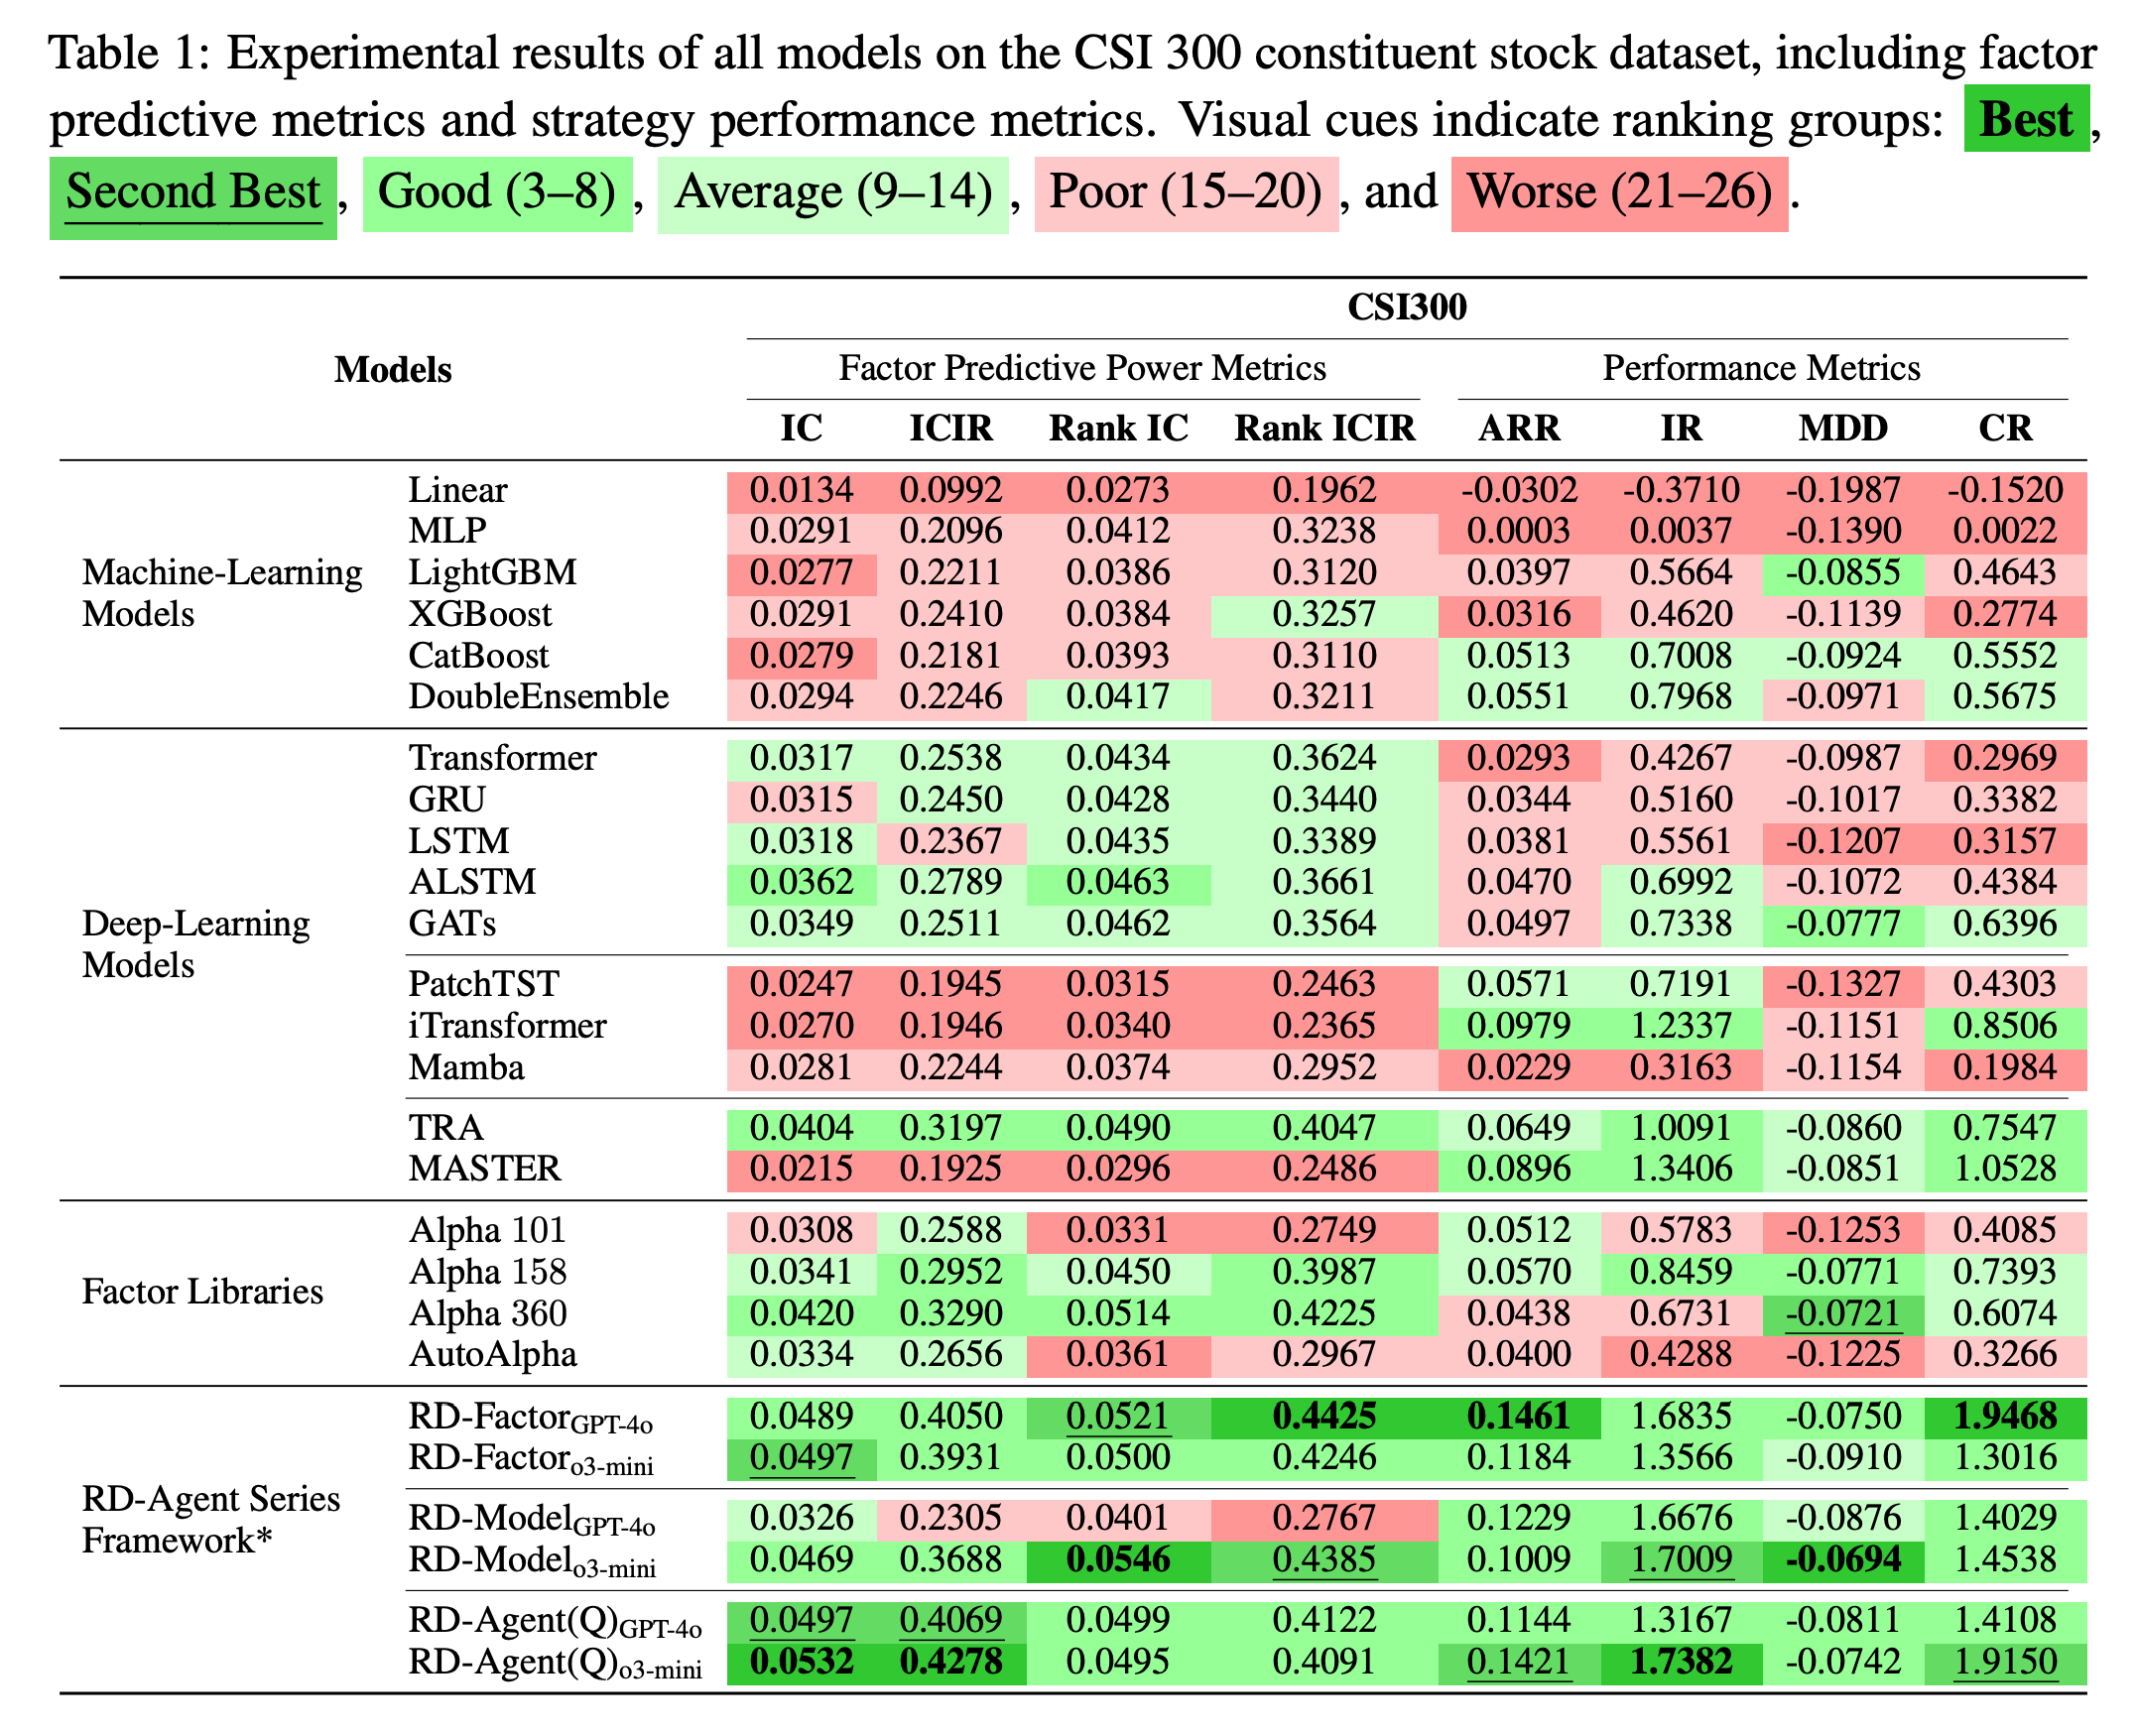 Table 1: Experimental results of all models on the CSI 300 constituent stock dataset, including factor
predictive metrics and strategy performance metrics. Visual cues indicate ranking groups: Best,
Second Best, Good (3–8), Average (9–14), Poor (15–20), and Worse (21–26).
CSI300
Models
Factor Predictive Power Metrics Performance Metrics
IC ICIR Rank IC Rank ICIR ARR IR MDD CR
Machine-Learning
Models
Linear 0.0134 0.0992 0.0273 0.1962 -0.0302 -0.3710 -0.1987 -0.1520
MLP 0.0291 0.2096 0.0412 0.3238 0.0003 0.0037 -0.1390 0.0022
LightGBM 0.0277 0.2211 0.0386 0.3120 0.0397 0.5664 -0.0855 0.4643
XGBoost 0.0291 0.2410 0.0384 0.3257 0.0316 0.4620 -0.1139 0.2774
CatBoost 0.0279 0.2181 0.0393 0.3110 0.0513 0.7008 -0.0924 0.5552
DoubleEnsemble 0.0294 0.2246 0.0417 0.3211 0.0551 0.7968 -0.0971 0.5675
Deep-Learning
Models
Transformer 0.0317 0.2538 0.0434 0.3624 0.0293 0.4267 -0.0987 0.2969
GRU 0.0315 0.2450 0.0428 0.3440 0.0344 0.5160 -0.1017 0.3382
LSTM 0.0318 0.2367 0.0435 0.3389 0.0381 0.5561 -0.1207 0.3157
ALSTM 0.0362 0.2789 0.0463 0.3661 0.0470 0.6992 -0.1072 0.4384
GATs 0.0349 0.2511 0.0462 0.3564 0.0497 0.7338 -0.0777 0.6396
PatchTST 0.0247 0.1945 0.0315 0.2463 0.0571 0.7191 -0.1327 0.4303
iTransformer 0.0270 0.1946 0.0340 0.2365 0.0979 1.2337 -0.1151 0.8506
Mamba 0.0281 0.2244 0.0374 0.2952 0.0229 0.3163 -0.1154 0.1984
TRA 0.0404 0.3197 0.0490 0.4047 0.0649 1.0091 -0.0860 0.7547
MASTER 0.0215 0.1925 0.0296 0.2486 0.0896 1.3406 -0.0851 1.0528
Factor Libraries
Alpha 101 0.0308 0.2588 0.0331 0.2749 0.0512 0.5783 -0.1253 0.4085
Alpha 158 0.0341 0.2952 0.0450 0.3987 0.0570 0.8459 -0.0771 0.7393
Alpha 360 0.0420 0.3290 0.0514 0.4225 0.0438 0.6731 -0.0721 0.6074
AutoAlpha 0.0334 0.2656 0.0361 0.2967 0.0400 0.4288 -0.1225 0.3266
RD-Agent Series
Framework*
RD-Factor GPT-4o 0.0489 0.4050 0.0521 0.4425 0.1461 1.6835 -0.0750 1.9468
RD-Factor o3-mini 0.0497 0.3931 0.0500 0.4246 0.1184 1.3566 -0.0910 1.3016
RD-Model GPT-4o 0.0326 0.2305 0.0401 0.2767 0.1229 1.6676 -0.0876 1.4029
RD-Model o3-mini 0.0469 0.3688 0.0546 0.4385 0.1009 1.7009 -0.0694 1.4538
RD-Agent(Q) GPT-4o 0.0497 0.4069 0.0499 0.4122 0.1144 1.3167 -0.0811 1.4108
RD-Agent(Q) o3-mini 0.0532 0.4278 0.0495 0.4091 0.1421 1.7382 -0.0742 1.9150